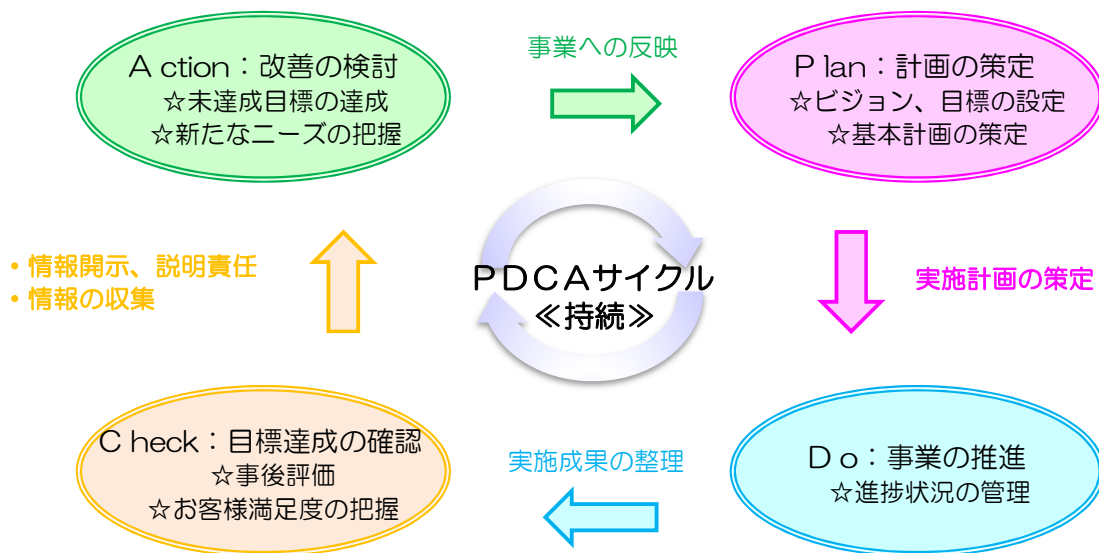 Action：改善の検討
☆未達成目標の達成
☆新たなニーズの把握
事業への反映
Plan：計画の策定
☆ビジョン、目標の設定
☆基本計画の策定
・情報開示、説明責任
・情報の収集
PDCAサイクル
≪持続≫
実施計画の策定
Check：目標達成の確認
☆事後評価
☆お客様満足度の把握
実施成果の整理
Do：事業の推進
☆進捗状況の管理